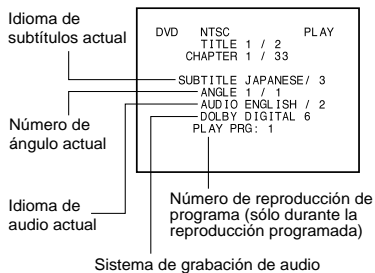 Idioma de
subtítulos actual
DVD NTSC PLAY
TITLE 1 / 2
CHAPTER 1 / 33
SUBTITLE JAPANESE/ 3
ANGLE 1 / 1
AUDIO ENGLISH / 2
DOLBY DIGITAL 6
PLAY PRG: 1
Número de
ángulo actual
Idioma de
audio actual
Número de reproducción de
programa (sólo durante la
reproducción programada)
Sistema de grabación de audio